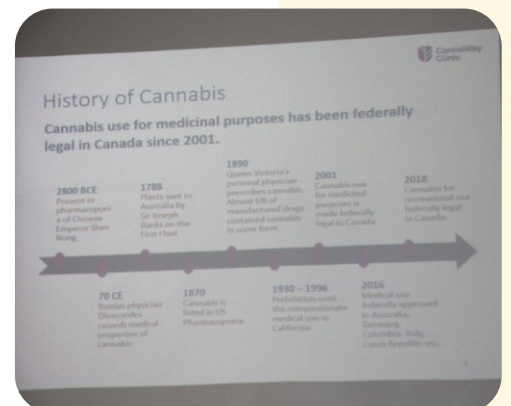 CannaWay
Clinic
History of Cannabis
Cannabis use for medicinal purposes has been federally
legal in Canada since 2001.
2800 BCE
Present in
pharmacopoei
a of Chinese
Emperor Shen
Nung
1788
Plants sent to
Australia by
Sir Joseph
Banks on the
First Fleet
1890
Queen Victoria's
personal physician
prescribes cannabis.
Almost 6% of
manufactured drugs
contained cannabis
in some form
2001
Cannabis use
for medicinal
purposes is
made federally
legal in Canada
2018
Cannabis for
recreational use
federally legal
in Canada
70 CE
Roman physician
Dioscorides
records medical
properties of
cannabis
1870
Cannabis is
listed in US
Pharmacopoeia
1930 – 1996
Prohibition until
the compassionate
medical use in
California
2016
Medical use
federally approved
in Australia,
Germany,
Columbia, Italy,
Czech Republic etc.